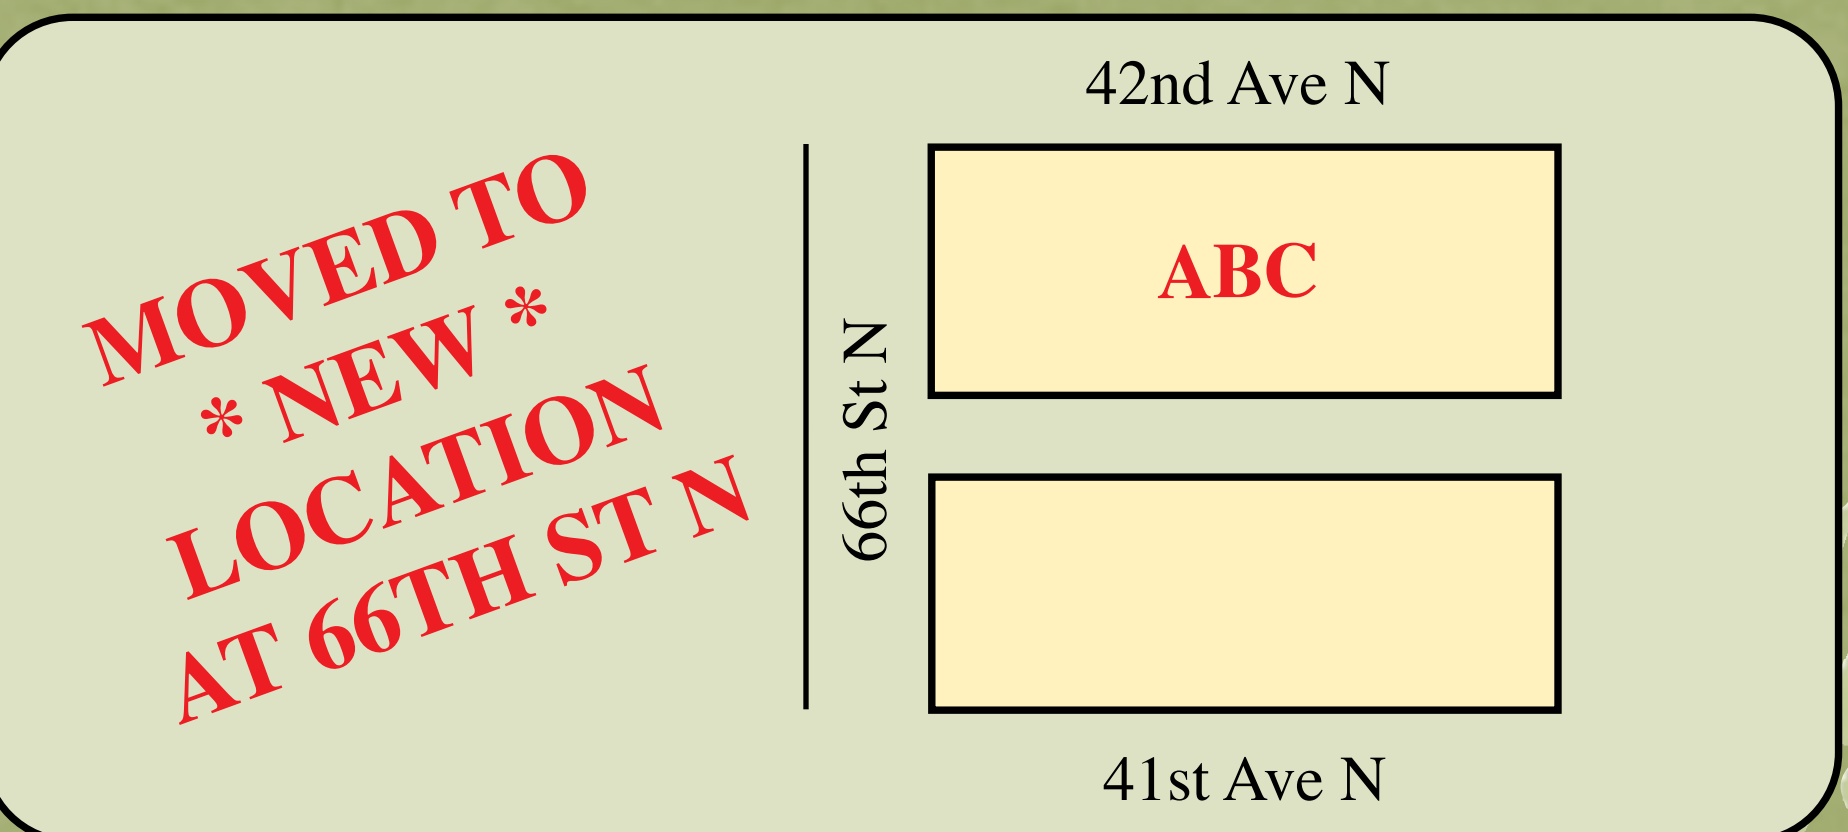 MOVED TO
* NEW *
LOCATION
AT 66TH ST N
42nd Ave N
ABC
66th St N
41st Ave N